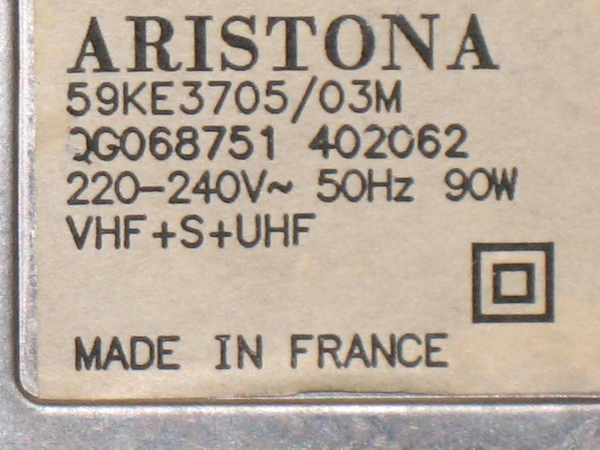 ARISTONA
59KE3705/03M
QG068751 402062
220-240V~ 50Hz 90W
VHF+S+UHF
MADE IN FRANCE